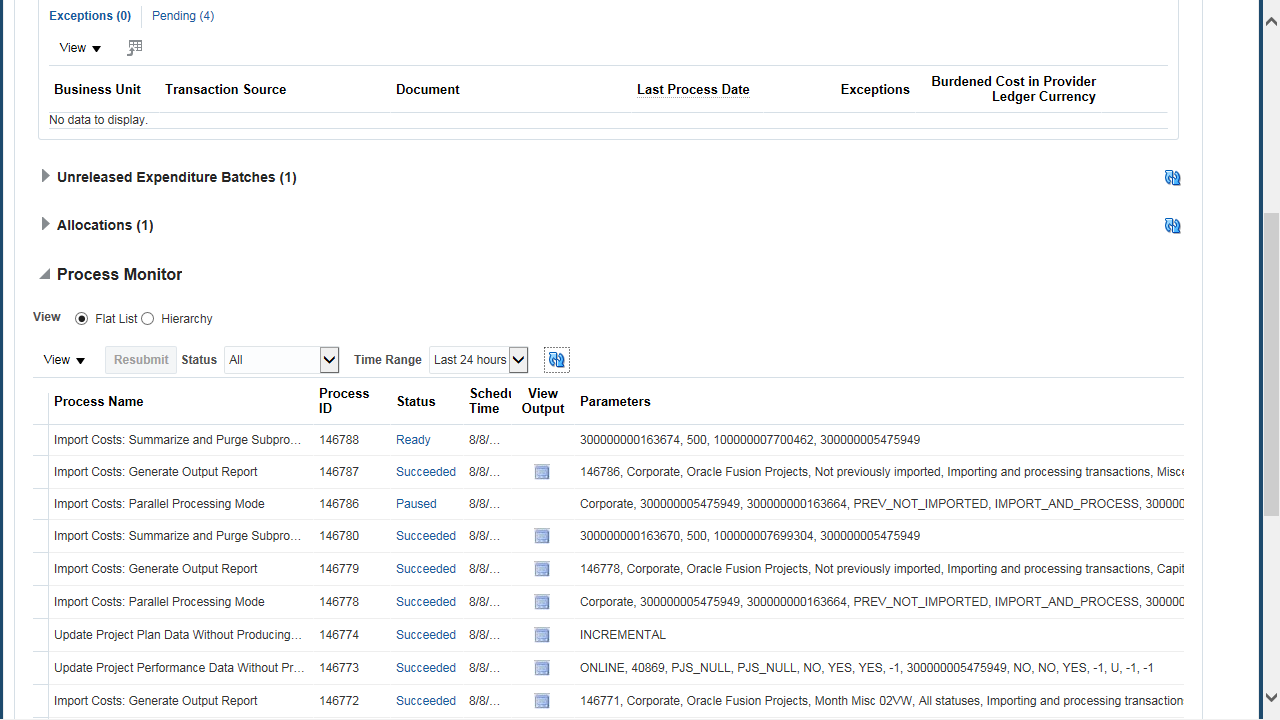 Exceptions (0) Pending (4)
View
Business Unit Transaction Source Document Last Process Date Exceptions Burdened Cost in Provider Ledger Currency
No data to display.
Unreleased Expenditure Batches (1)
Allocations (1)
Process Monitor
View Flat List Hierarchy
View Resubmit Status All Time Range Last 24 hours
Process Name Process ID Status Schedu Time View Output Parameters
Import Costs: Summarize and Purge Subpro... 146788 Ready 8/8/... 300000000163674, 500, 100000007700462, 300000005475949
Import Costs: Generate Output Report 146787 Succeeded 8/8/... 146786, Corporate, Oracle Fusion Projects, Not previously imported, Importing and processing transactions, Misce
Import Costs: Parallel Processing Mode 146786 Paused 8/8/... Corporate, 300000005475949, 300000000163664, PREV_NOT_IMPORTED, IMPORT_AND_PROCESS, 300000
Import Costs: Summarize and Purge Subpro... 146780 Succeeded 8/8/... 300000000163670, 500, 100000007699304, 300000005475949
Import Costs: Generate Output Report 146779 Succeeded 8/8/... 146778, Corporate, Oracle Fusion Projects, Not previously imported, Importing and processing transactions, Capit
Import Costs: Parallel Processing Mode 146778 Succeeded 8/8/... Corporate, 300000005475949, 300000000163664, PREV_NOT_IMPORTED, IMPORT_AND_PROCESS, 300000
Update Project Plan Data Without Producing... 146774 Succeeded 8/8/... INCREMENTAL
Update Project Performance Data Without Pr... 146773 Succeeded 8/8/... ONLINE, 40869, PJS_NULL, PJS_NULL, NO, YES, YES, -1, 300000005475949, NO, NO, YES, -1, U, -1, -1
Import Costs: Generate Output Report 146772 Succeeded 8/8/... 146771, Corporate, Oracle Fusion Projects, Month Misc 02VW, All statuses, Importing and processing transaction